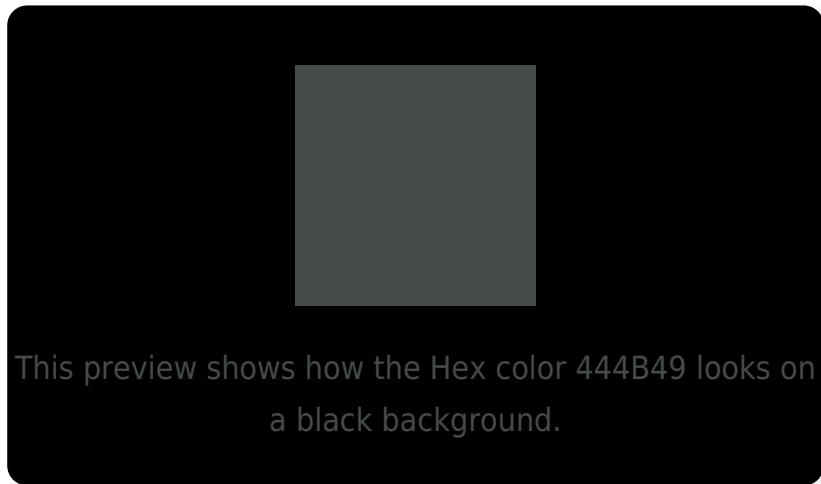 This preview shows how the Hex color 444B49 looks on
a black background.